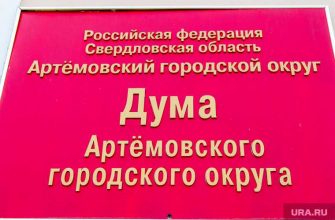 Российская федерация
Свердловская область
Артёмовский городской округ
Дума
Артёмовского
городского округа
URA.RU